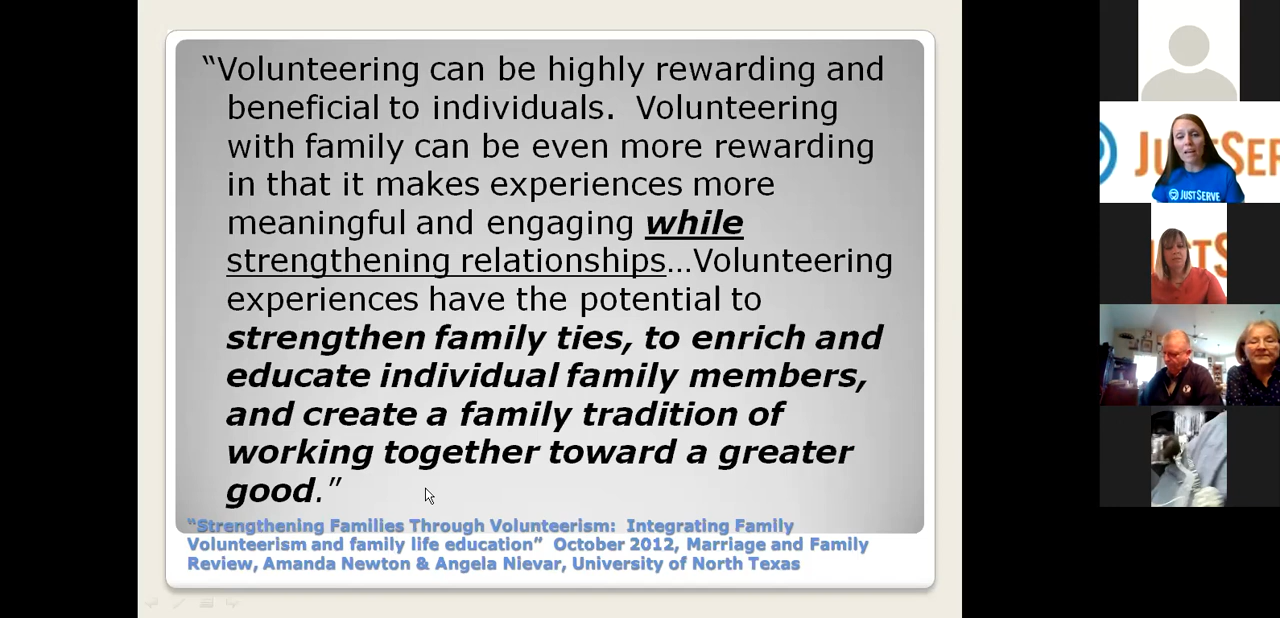 “Volunteering can be highly rewarding and
beneficial to individuals.  Volunteering
with family can be even more rewarding
in that it makes experiences more
meaningful and engaging while
strengthening relationships…Volunteering
experiences have the potential to
strengthen family ties, to enrich and
educate individual family members,
and create a family tradition of
working together toward a greater
good.”
“Strengthening Families Through Volunteerism:  Integrating Family
Volunteerism and family life education”  October 2012, Marriage and Family
Review, Amanda Newton & Angela Nievar, University of North Texas
JUSTSERVE